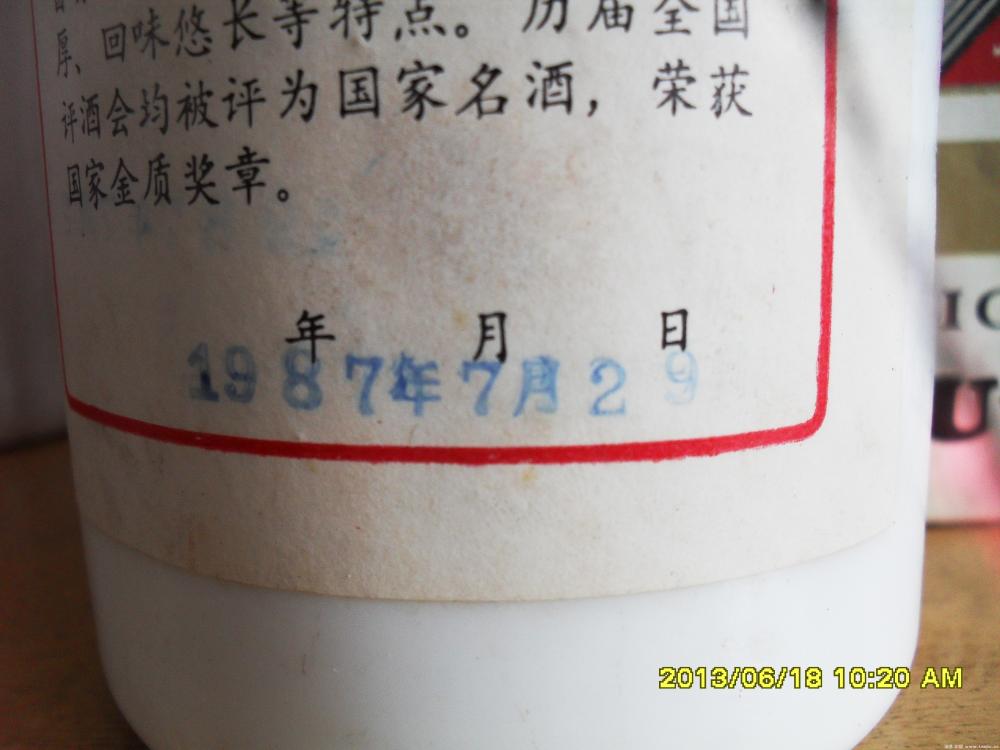 厚、回味悠长等特点。历届全国
评酒会均被评为国家名酒，荣获
国家金质奖章。
年 月 日
1987年7月29
2013/06/18 10:20 AM